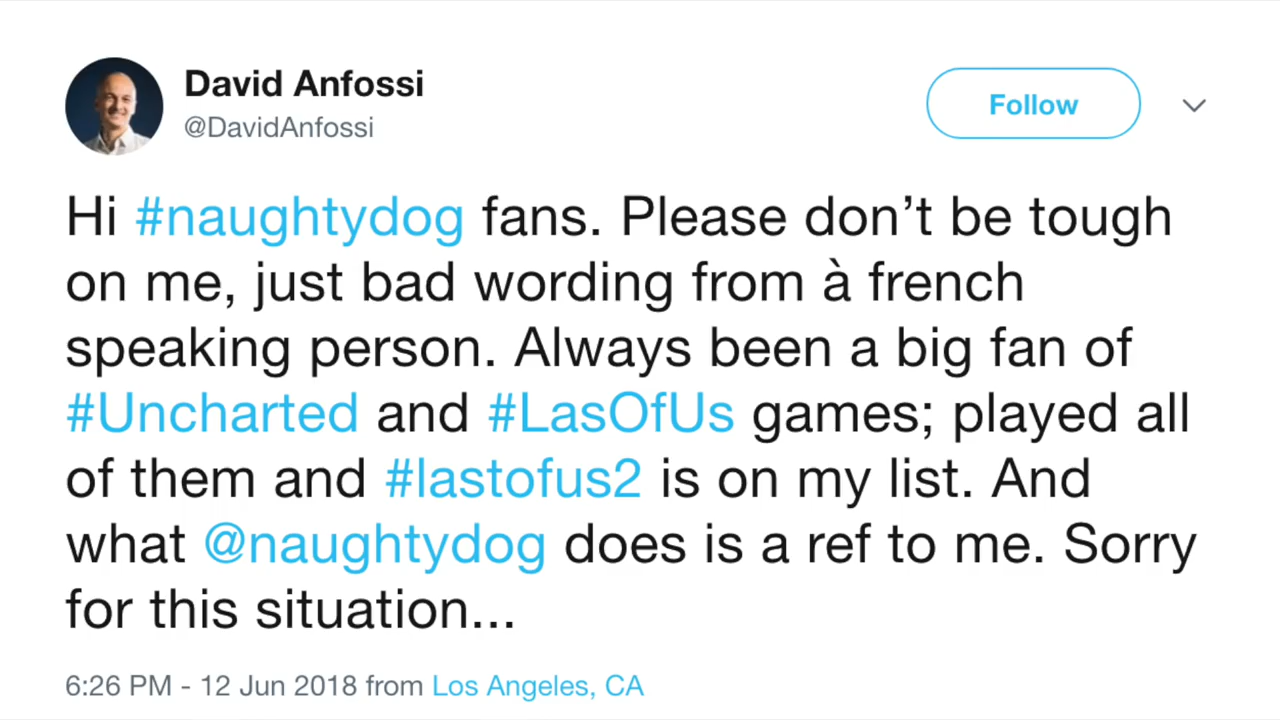 David Anfossi
@DavidAnfossi
Follow
Hi #naughtydog fans. Please don’t be tough
on me, just bad wording from à french
speaking person. Always been a big fan of
#Uncharted and #LasOfUs games; played all
of them and #lastofus2 is on my list. And
what @naughtydog does is a ref to me. Sorry
for this situation...
6:26 PM - 12 Jun 2018 from Los Angeles, CA